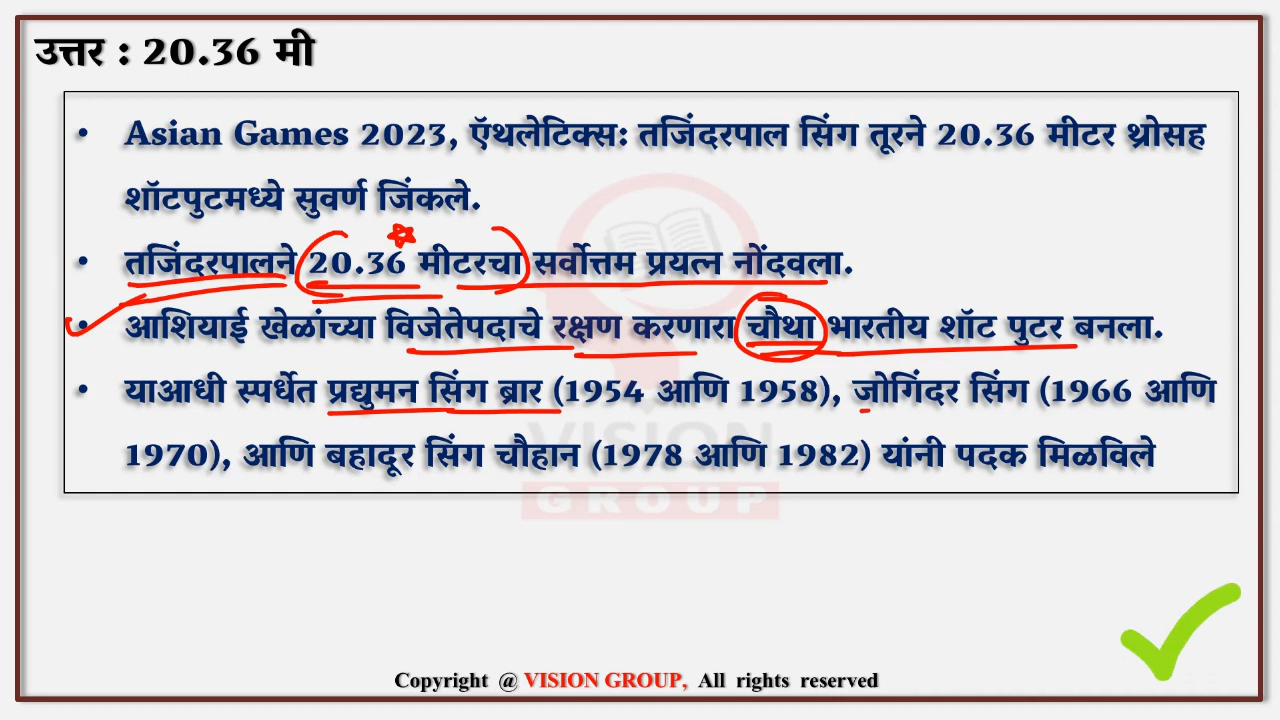 उत्तर : 20.36 मी
• Asian Games 2023, ऍथलेटिक्स: तजिंदरपाल सिंग तूरने 20.36 मीटर थ्रोसह
शॉटपुटमध्ये सुवर्ण जिंकले.
• तजिंदरपालने 20.36 मीटरचा सर्वोत्तम प्रयत्न नोंदवला.
• आशियाई खेळांच्या विजेतेपदाचे रक्षण करणारा चौथा भारतीय शॉट पुटर बनला.
• याआधी स्पर्धेत प्रद्युमन सिंग ब्रार (1954 आणि 1958), जोगिंदर सिंग (1966 आणि
1970), आणि बहादूर सिंग चौहान (1978 आणि 1982) यांनी पदक मिळविले
VISION
GROUP
Copyright @ VISION GROUP, All rights reserved